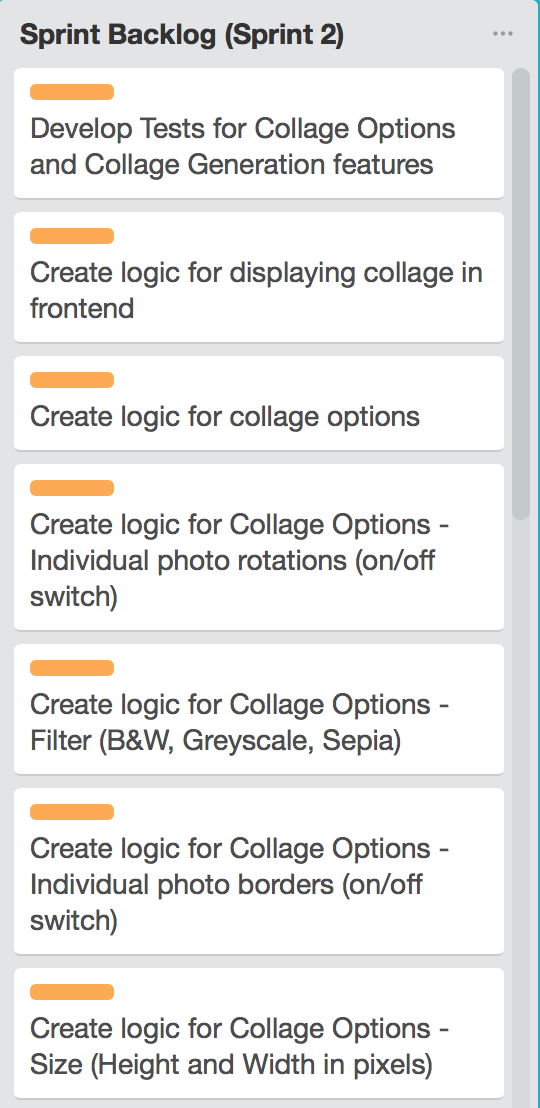 Sprint Backlog (Sprint 2)
Develop Tests for Collage Options
and Collage Generation features
Create logic for displaying collage in
frontend
Create logic for collage options
Create logic for Collage Options -
Individual photo rotations (on/off
switch)
Create logic for Collage Options -
Filter (B&W, Greyscale, Sepia)
Create logic for Collage Options -
Individual photo borders (on/off
switch)
Create logic for Collage Options -
Size (Height and Width in pixels)